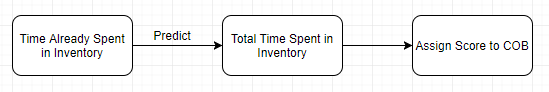 Time Already Spent
in Inventory
Predict
Total Time Spent in
Inventory
Assign Score to COB